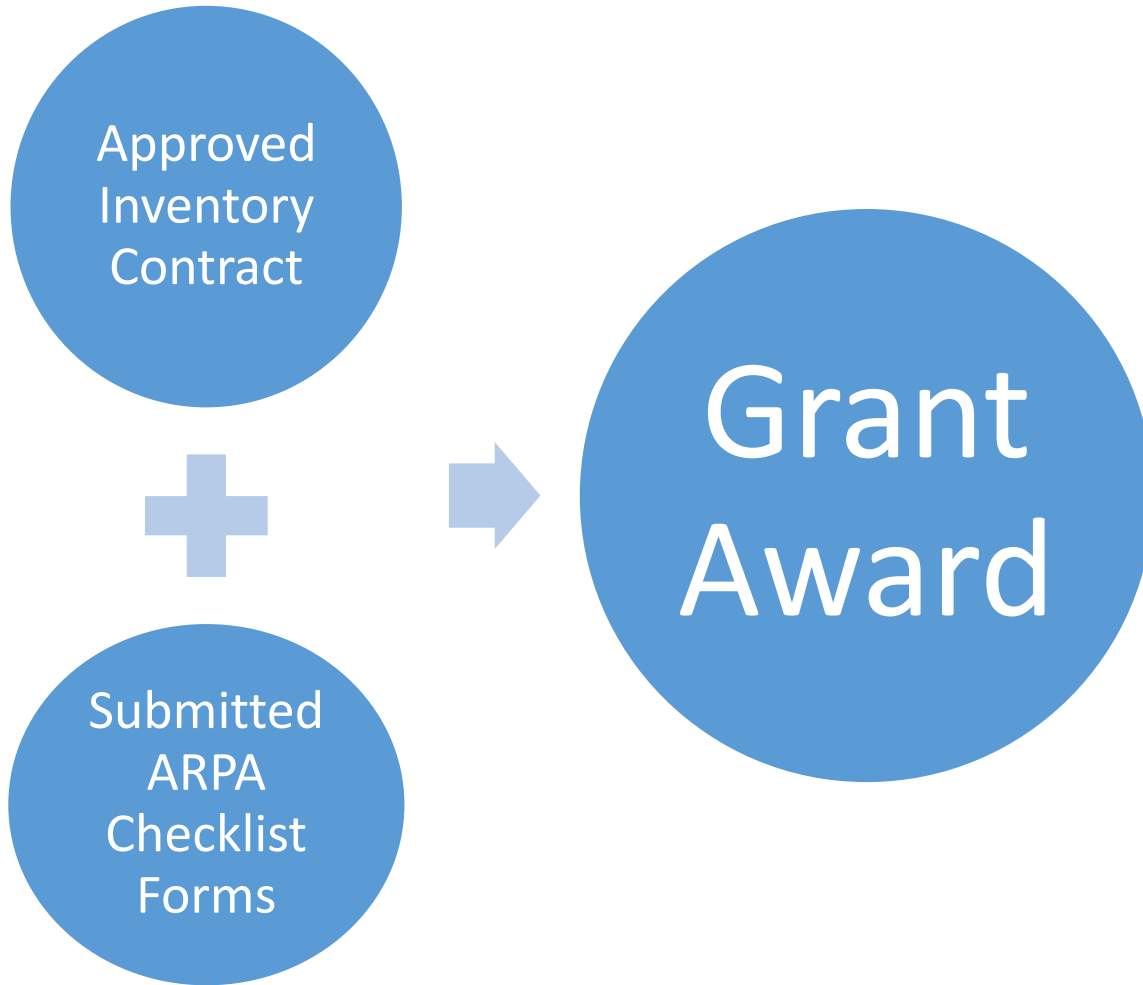 Approved
Inventory
Contract
Submitted
ARPA
Checklist
Forms
Grant
Award